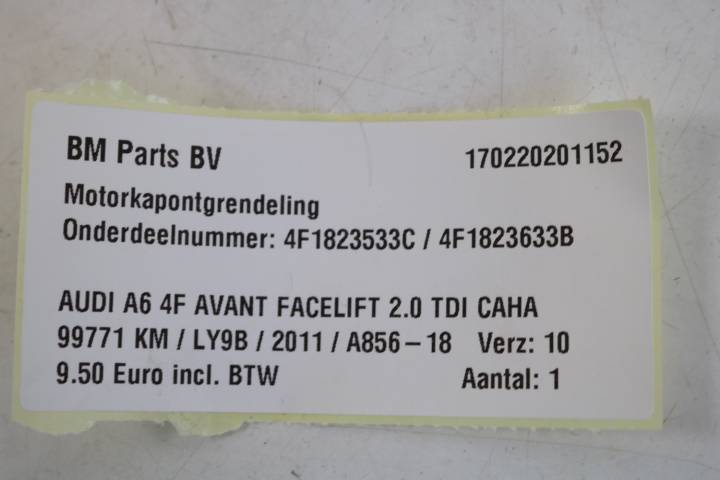 BM Parts BV 170220201152
Motorkapontgrendeling
Onderdeelnummer: 4F1823533C / 4F1823633B
AUDI A6 4F AVANT FACELIFT 2.0 TDI CAHA
99771 KM / LY9B / 2011 / A856-18 Verz: 10
9.50 Euro incl. BTW Aantal: 1